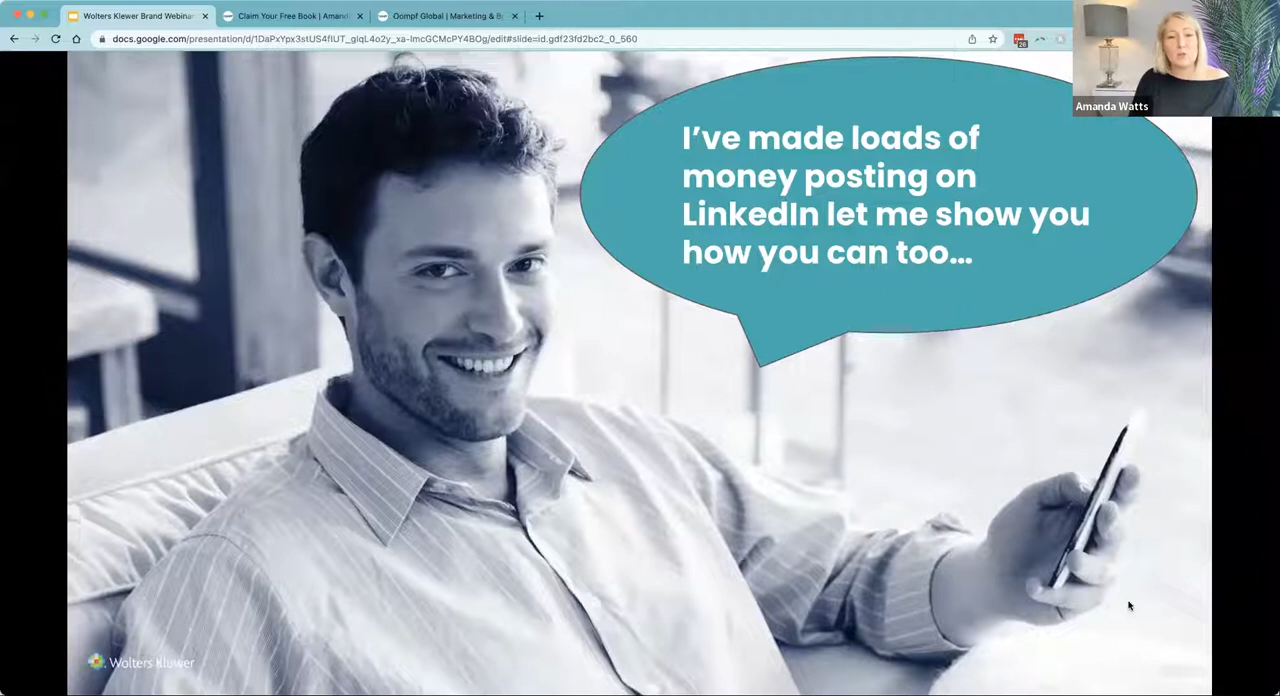 Wolters Klewer Brand Webinar
Claim Your Free Book | Amand
Oompf Global | Marketing & B
docs.google.com/presentation/d/1DaPxYpx3stUS4fIUT_glqL4o2y_xa-lmcGCMcPY4BOg/edit#slide=id.gdf23fd2bc2_0_560
26
Amanda Watts
I've made loads of
money posting on
LinkedIn let me show you
how you can too...
Wolters Kluwer